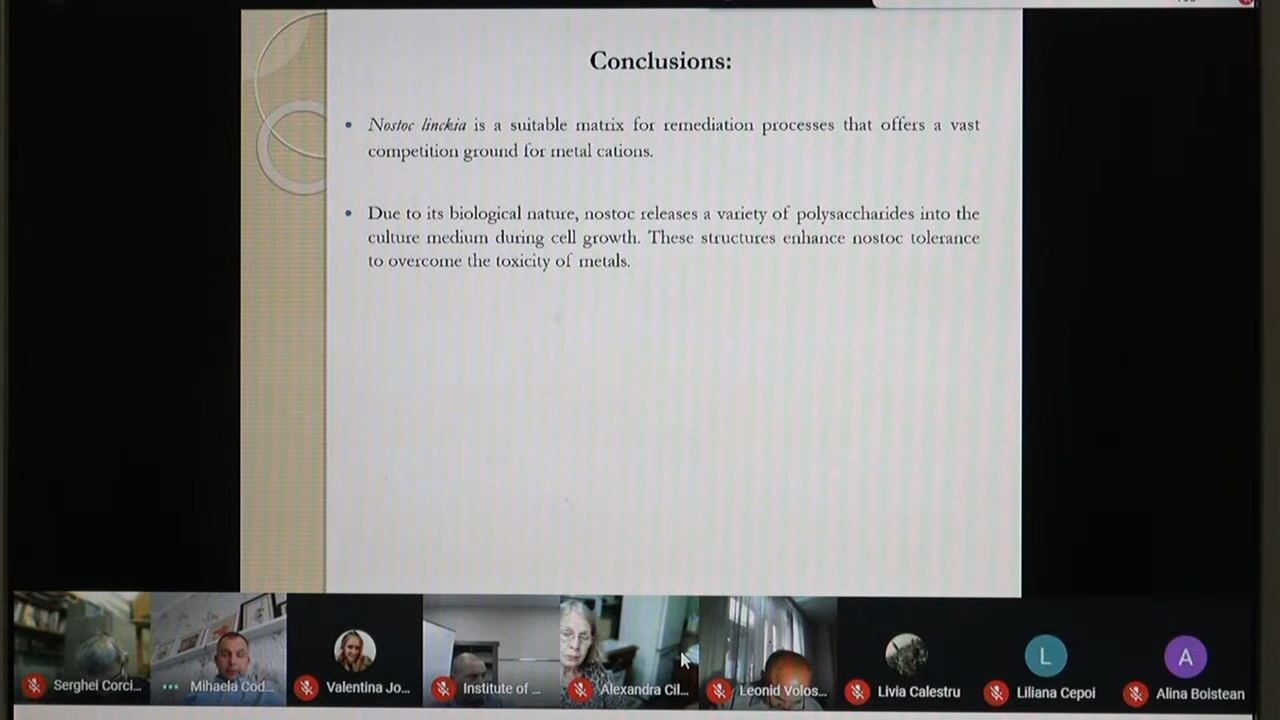 Conclusions:
Nostoc linckia is a suitable matrix for remediation processes that offers a vast
competition ground for metal cations.
Due to its biological nature, nostoc releases a variety of polysaccharides into the
culture medium during cell growth. These structures enhance nostoc tolerance
to overcome the toxicity of metals.
Serghei Corci...
Mihaela Cod...
Valentina Jo...
Institute of ...
Alexandra Cil...
Leonid Volos...
L
Livia Calestru
Liliana Cepoi
A
Alina Boistean